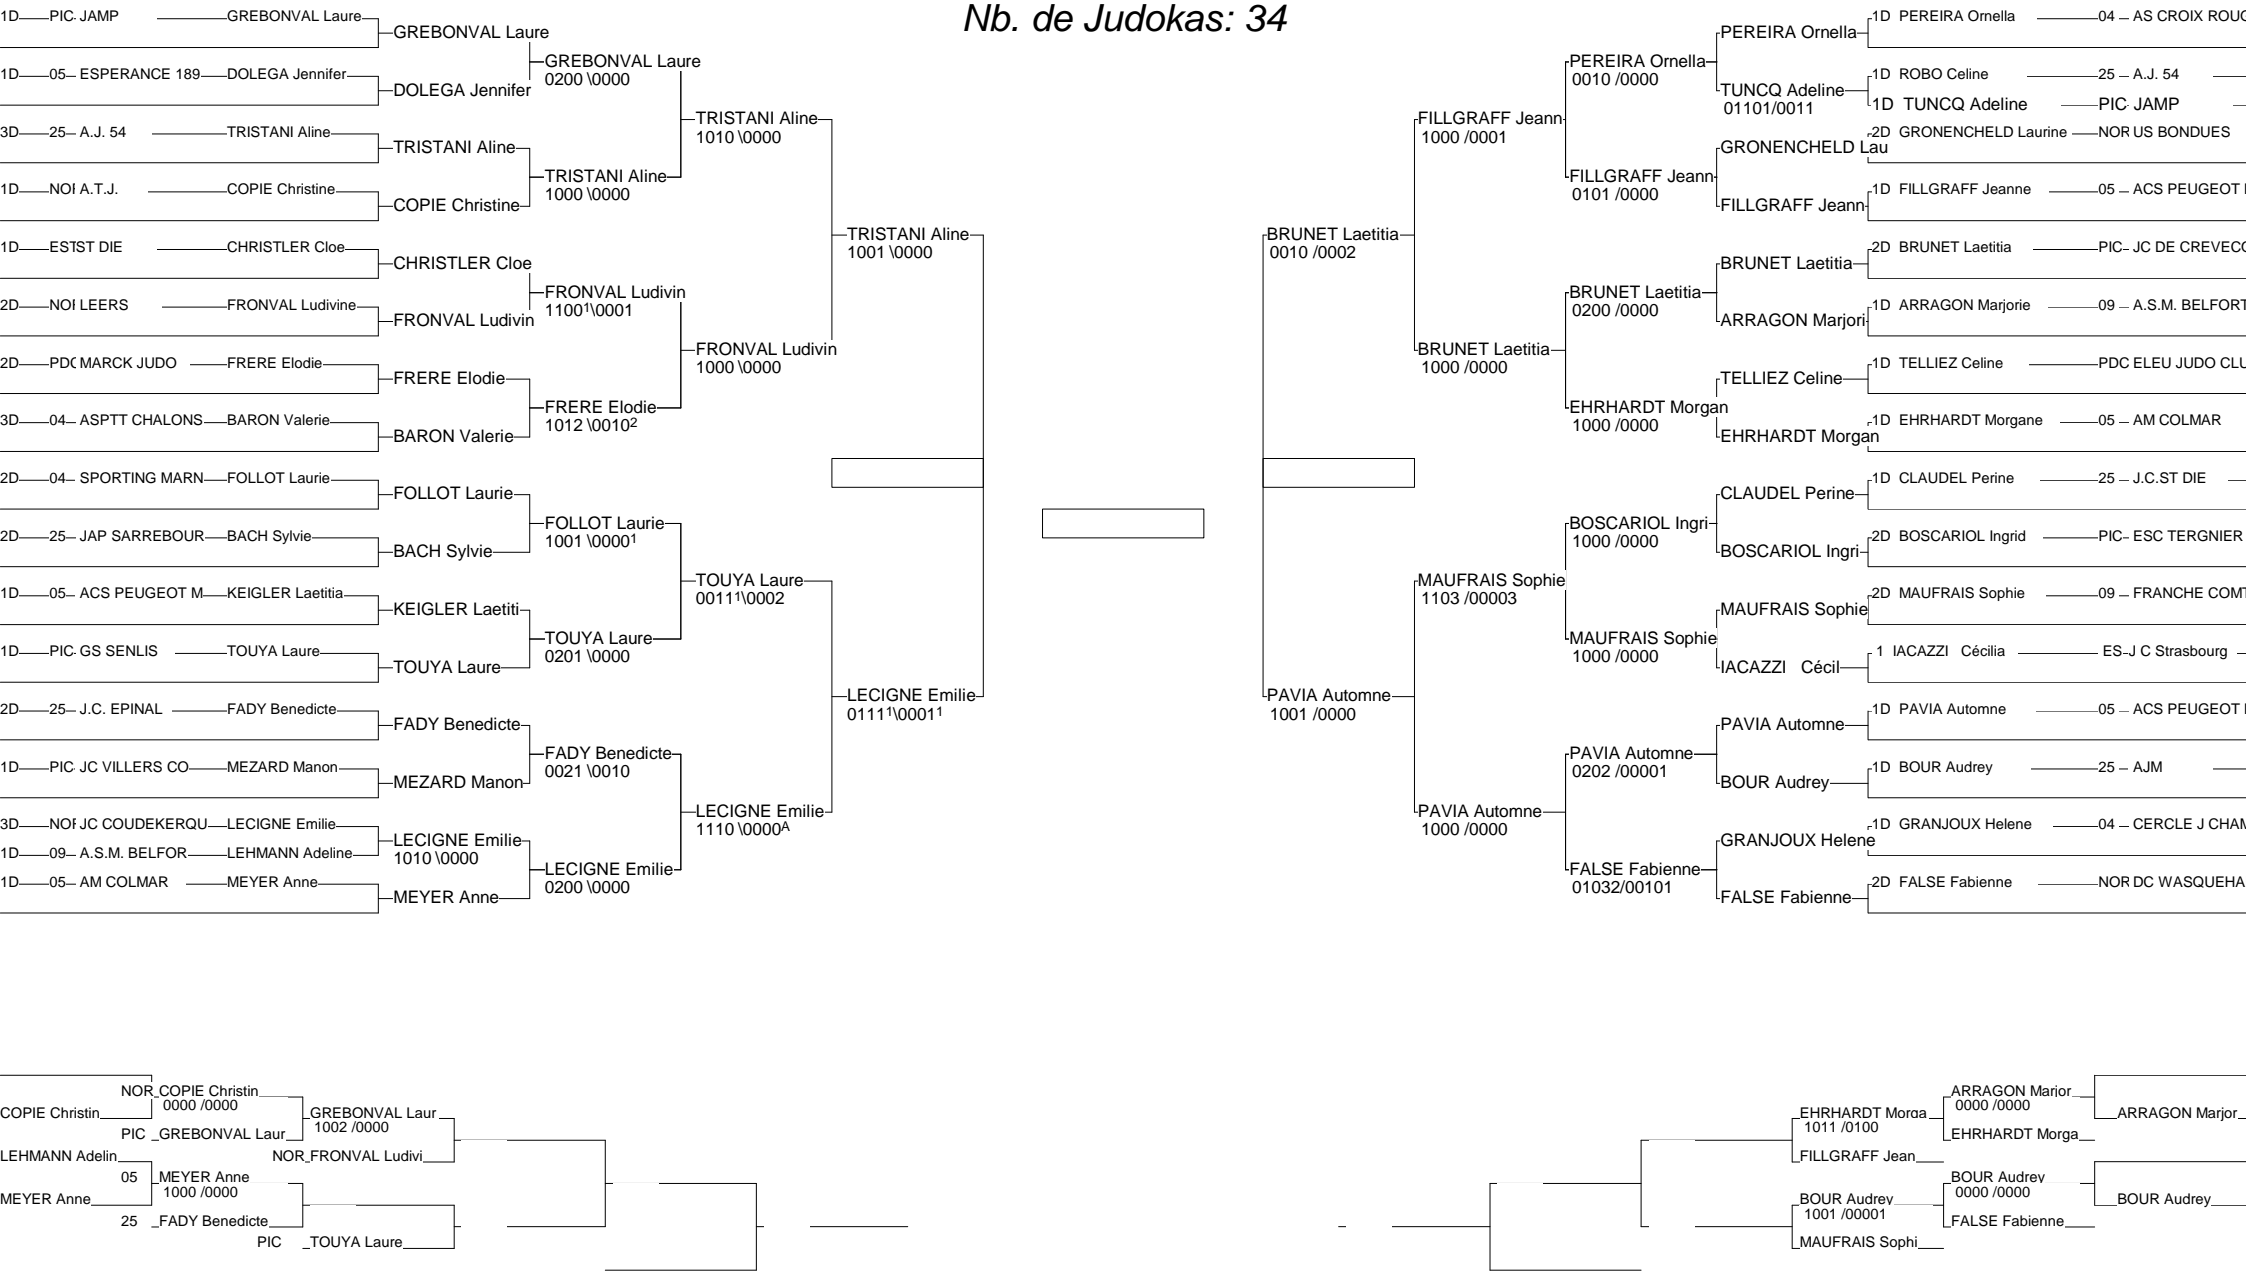 Nb. de Judokas: 34
1D PIC JAMP GREBONVAL Laure
1D 05 ESPERANCE 189 DOLEGA Jennifer
3D 25 A.J. 54 TRISTANI Aline
1D NOI A.T.J. COPIE Christine
1D EST ST DIE CHRISTLER Cloe
2D NOI LEERS FRONVAL Ludivine
2D PDC MARCK JUDO FRERE Elodie
3D 04 ASPTT CHALONS BARON Valerie
2D 04 SPORTING MARN FOLLOT Laurie
2D 25 JAP SARREBOUR BACH Sylvie
1D 05 ACS PEUGEOT M KEIGLER Laetitia
1D PIC GS SENLIS TOUYA Laure
2D 25 J.C. EPINAL FADY Benedicte
1D PIC JC VILLERS CO MEZARD Manon
3D NOF JC COUDEKERQU LECIGNE Emilie
1D 09 A.S.M. BELFOR LEHMANN Adeline
1D 05 AM COLMAR MEYER Anne
GREBONVAL Laure
DOLEGA Jennifer
TRISTANI Aline
COPIE Christine
CHRISTLER Cloe
FRONVAL Ludivin
FRERE Elodie
BARON Valerie
FOLLOT Laurie
BACH Sylvie
KEIGLER Laetiti
TOUYA Laure
FADY Benedicte
MEZARD Manon
LECIGNE Emilie
1010 \0000
MEYER Anne
GREBONVAL Laure
0200 \0000
TRISTANI Aline
1000 \0000
FRONVAL Ludivin
1100¹\0001
FRERE Elodie
1012 \0010²
FOLLOT Laurie
1001 \0000¹
TOUYA Laure
0201 \0000
FADY Benedicte
0021 \0010
LECIGNE Emilie
0200 \0000
TRISTANI Aline
1010 \0000
FRONVAL Ludivin
1000 \0000
TOUYA Laure
0011¹\0002
LECIGNE Emilie
1110 \0000ᴬ
TRISTANI Aline
1001 \0000
LECIGNE Emilie
0111¹\0001¹
BRUNET Laetitia
0010 /0002
PAVIA Automne
1001 /0000
FILLGRAFF Jeann
1000 /0001
BRUNET Laetitia
1000 /0000
MAUFRAIS Sophie
1103 /00003
PAVIA Automne
1000 /0000
PEREIRA Ornella
0010 /0000
FILLGRAFF Jeann
0101 /0000
BRUNET Laetitia
0200 /0000
EHRHARDT Morgan
1000 /0000
BOSCARIOL Ingri
1000 /0000
MAUFRAIS Sophie
1000 /0000
PAVIA Automne
0202 /00001
FALSE Fabienne
01032/00101
PEREIRA Ornella
TUNCQ Adeline
01101/0011
GRONENCHELD Lau
FILLGRAFF Jeann
BRUNET Laetitia
ARRAGON Marjori
TELLIEZ Celine
EHRHARDT Morgan
CLAUDEL Perine
BOSCARIOL Ingri
MAUFRAIS Sophie
IACAZZI Cécil
PAVIA Automne
BOUR Audrey
GRANJOUX Helene
FALSE Fabienne
1D PEREIRA Ornella 04 AS CROIX ROUG
1D ROBO Celine 25 A.J. 54
1D TUNCQ Adeline PIC JAMP
2D GRONENCHELD Laurine NOR US BONDUES
1D FILLGRAFF Jeanne 05 ACS PEUGEOT
2D BRUNET Laetitia PIC JC DE CREVECO
1D ARRAGON Marjorie 09 A.S.M. BELFORT
1D TELLIEZ Celine PDC ELEU JUDO CLU
1D EHRHARDT Morgane 05 AM COLMAR
1D CLAUDEL Perine 25 J.C.ST DIE
2D BOSCARIOL Ingrid PIC ESC TERGNIER
2D MAUFRAIS Sophie 09 FRANCHE COMT
1 IACAZZI Cécilia ES J C Strasbourg
1D PAVIA Automne 05 ACS PEUGEOT
1D BOUR Audrey 25 AJM
1D GRANJOUX Helene 04 CERCLE J CHAM
2D FALSE Fabienne NOR DC WASQUEHA
COPIE Christin
LEHMANN Adelin
MEYER Anne
NOR COPIE Christin
0000 /0000
PIC GREBONVAL Laur
05 MEYER Anne
1000 /0000
25 FADY Benedicte
GREBONVAL Laur
1002 /0000
NOR FRONVAL Ludivi
PIC TOUYA Laure
EHRHARDT Morga
1011 /0100
FILLGRAFF Jean
BOUR Audrey
1001 /00001
MAUFRAIS Sophi
ARRAGON Marjor
0000 /0000
EHRHARDT Morga
BOUR Audrey
0000 /0000
FALSE Fabienne
ARRAGON Marjor
BOUR Audrey